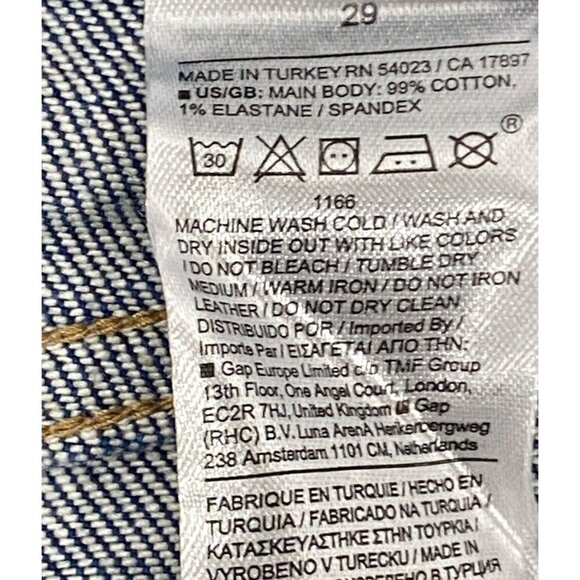 29
MADE IN TURKEY RN 54023 / CA 17897
■ US/GB: MAIN BODY: 99% COTTON,
1% ELASTANE / SPANDEX
30 ®
1166
MACHINE WASH COLD / WASH AND
DRY INSIDE OUT WITH LIKE COLORS
/ DO NOT BLEACH / TUMBLE DRY
MEDIUM / WARM IRON / DO NOT IRON
LEATHER / DO NOT DRY CLEAN
DISTRIBUIDO POR / Imported By /
Importe Par / ΕΙΣΑΓΕΤΑΙ ΑΠΟ ΤΗΝ:
Gap Europe Limited c/o TMF Group
13th Floor, One Angel Court, London,
EC2R 7HJ, United Kingdom Gap
(RHC) B.V. Luna ArenA Herikerbergweg
238 Amsterdam 1101 CM, Netherlands
FABRIQUE EN TURQUIE / HECHO EN
TURQUIA / FABRICADO NA TURQUIA /
ΚΑΤΑΣΚΕΥΑΣΤΗΚΕ ΣΤΗΝ ΤΟΥΡΚΙΑ /
VYROBENO V TURECKU / MADE IN
ПРОИЗВЕДЕНО В ТУРЦИЯ